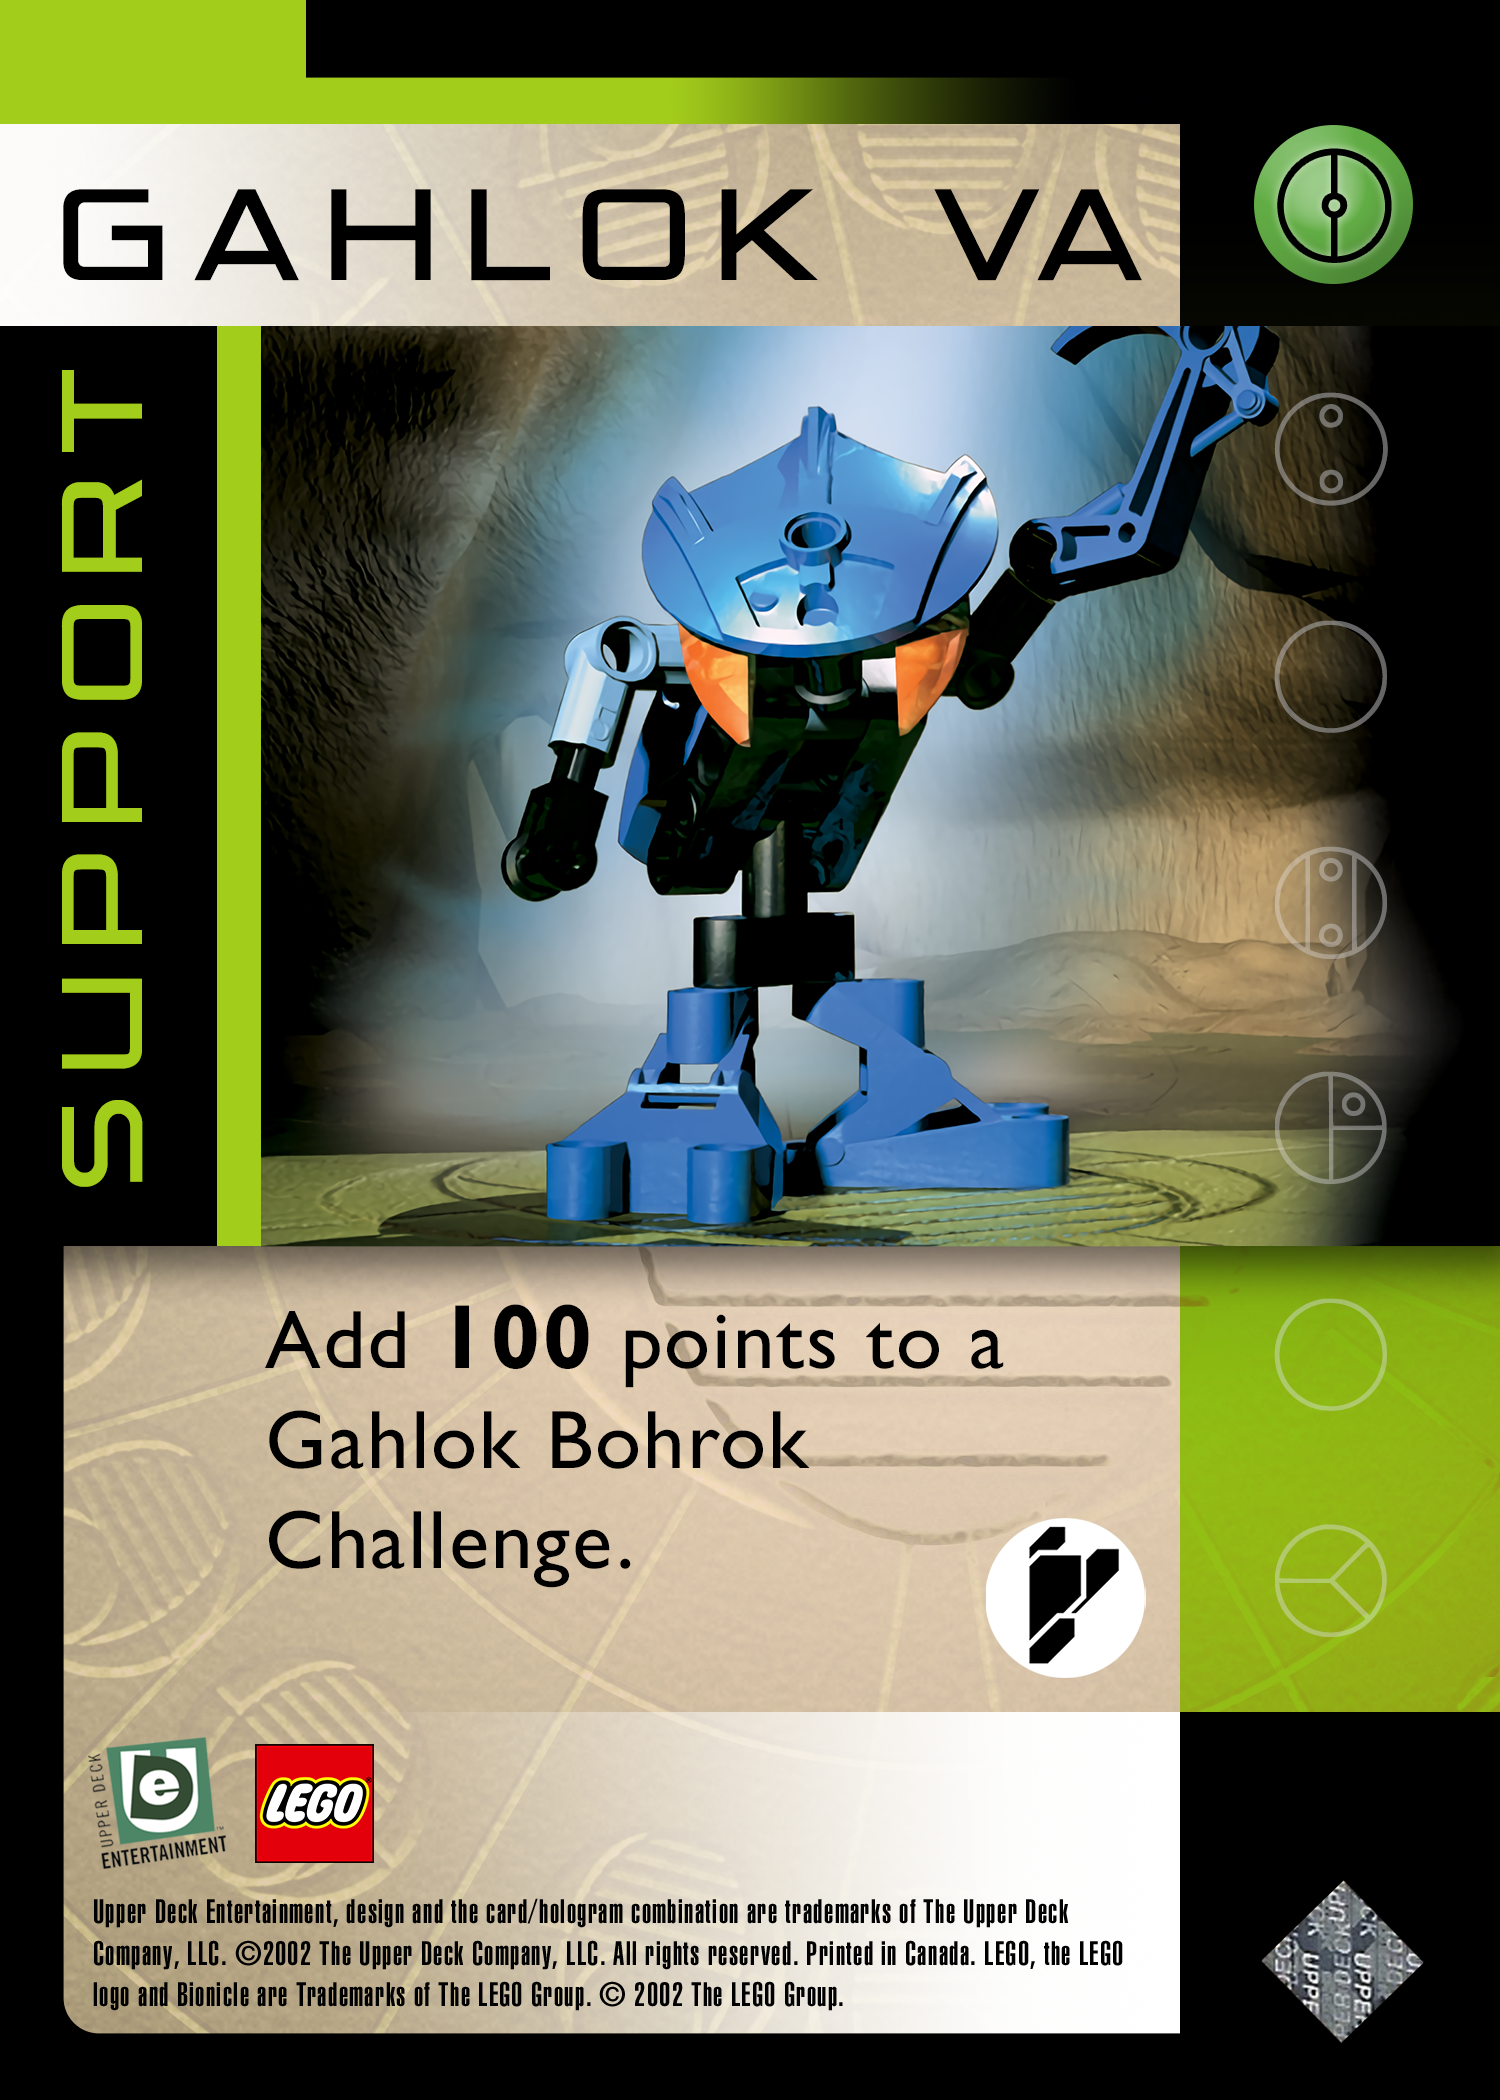 GAHLOK VA
SUPPORT
Add 100 points to a
Gahlok Bohrok
Challenge.
UPPER DECK
ENTERTAINMENT™
LEGO
Upper Deck Entertainment, design and the card/hologram combination are trademarks of The Upper Deck
Company, LLC. ©2002 The Upper Deck Company, LLC. All rights reserved. Printed in Canada. LEGO, the LEGO
logo and Bionicle are Trademarks of The LEGO Group. © 2002 The LEGO Group.